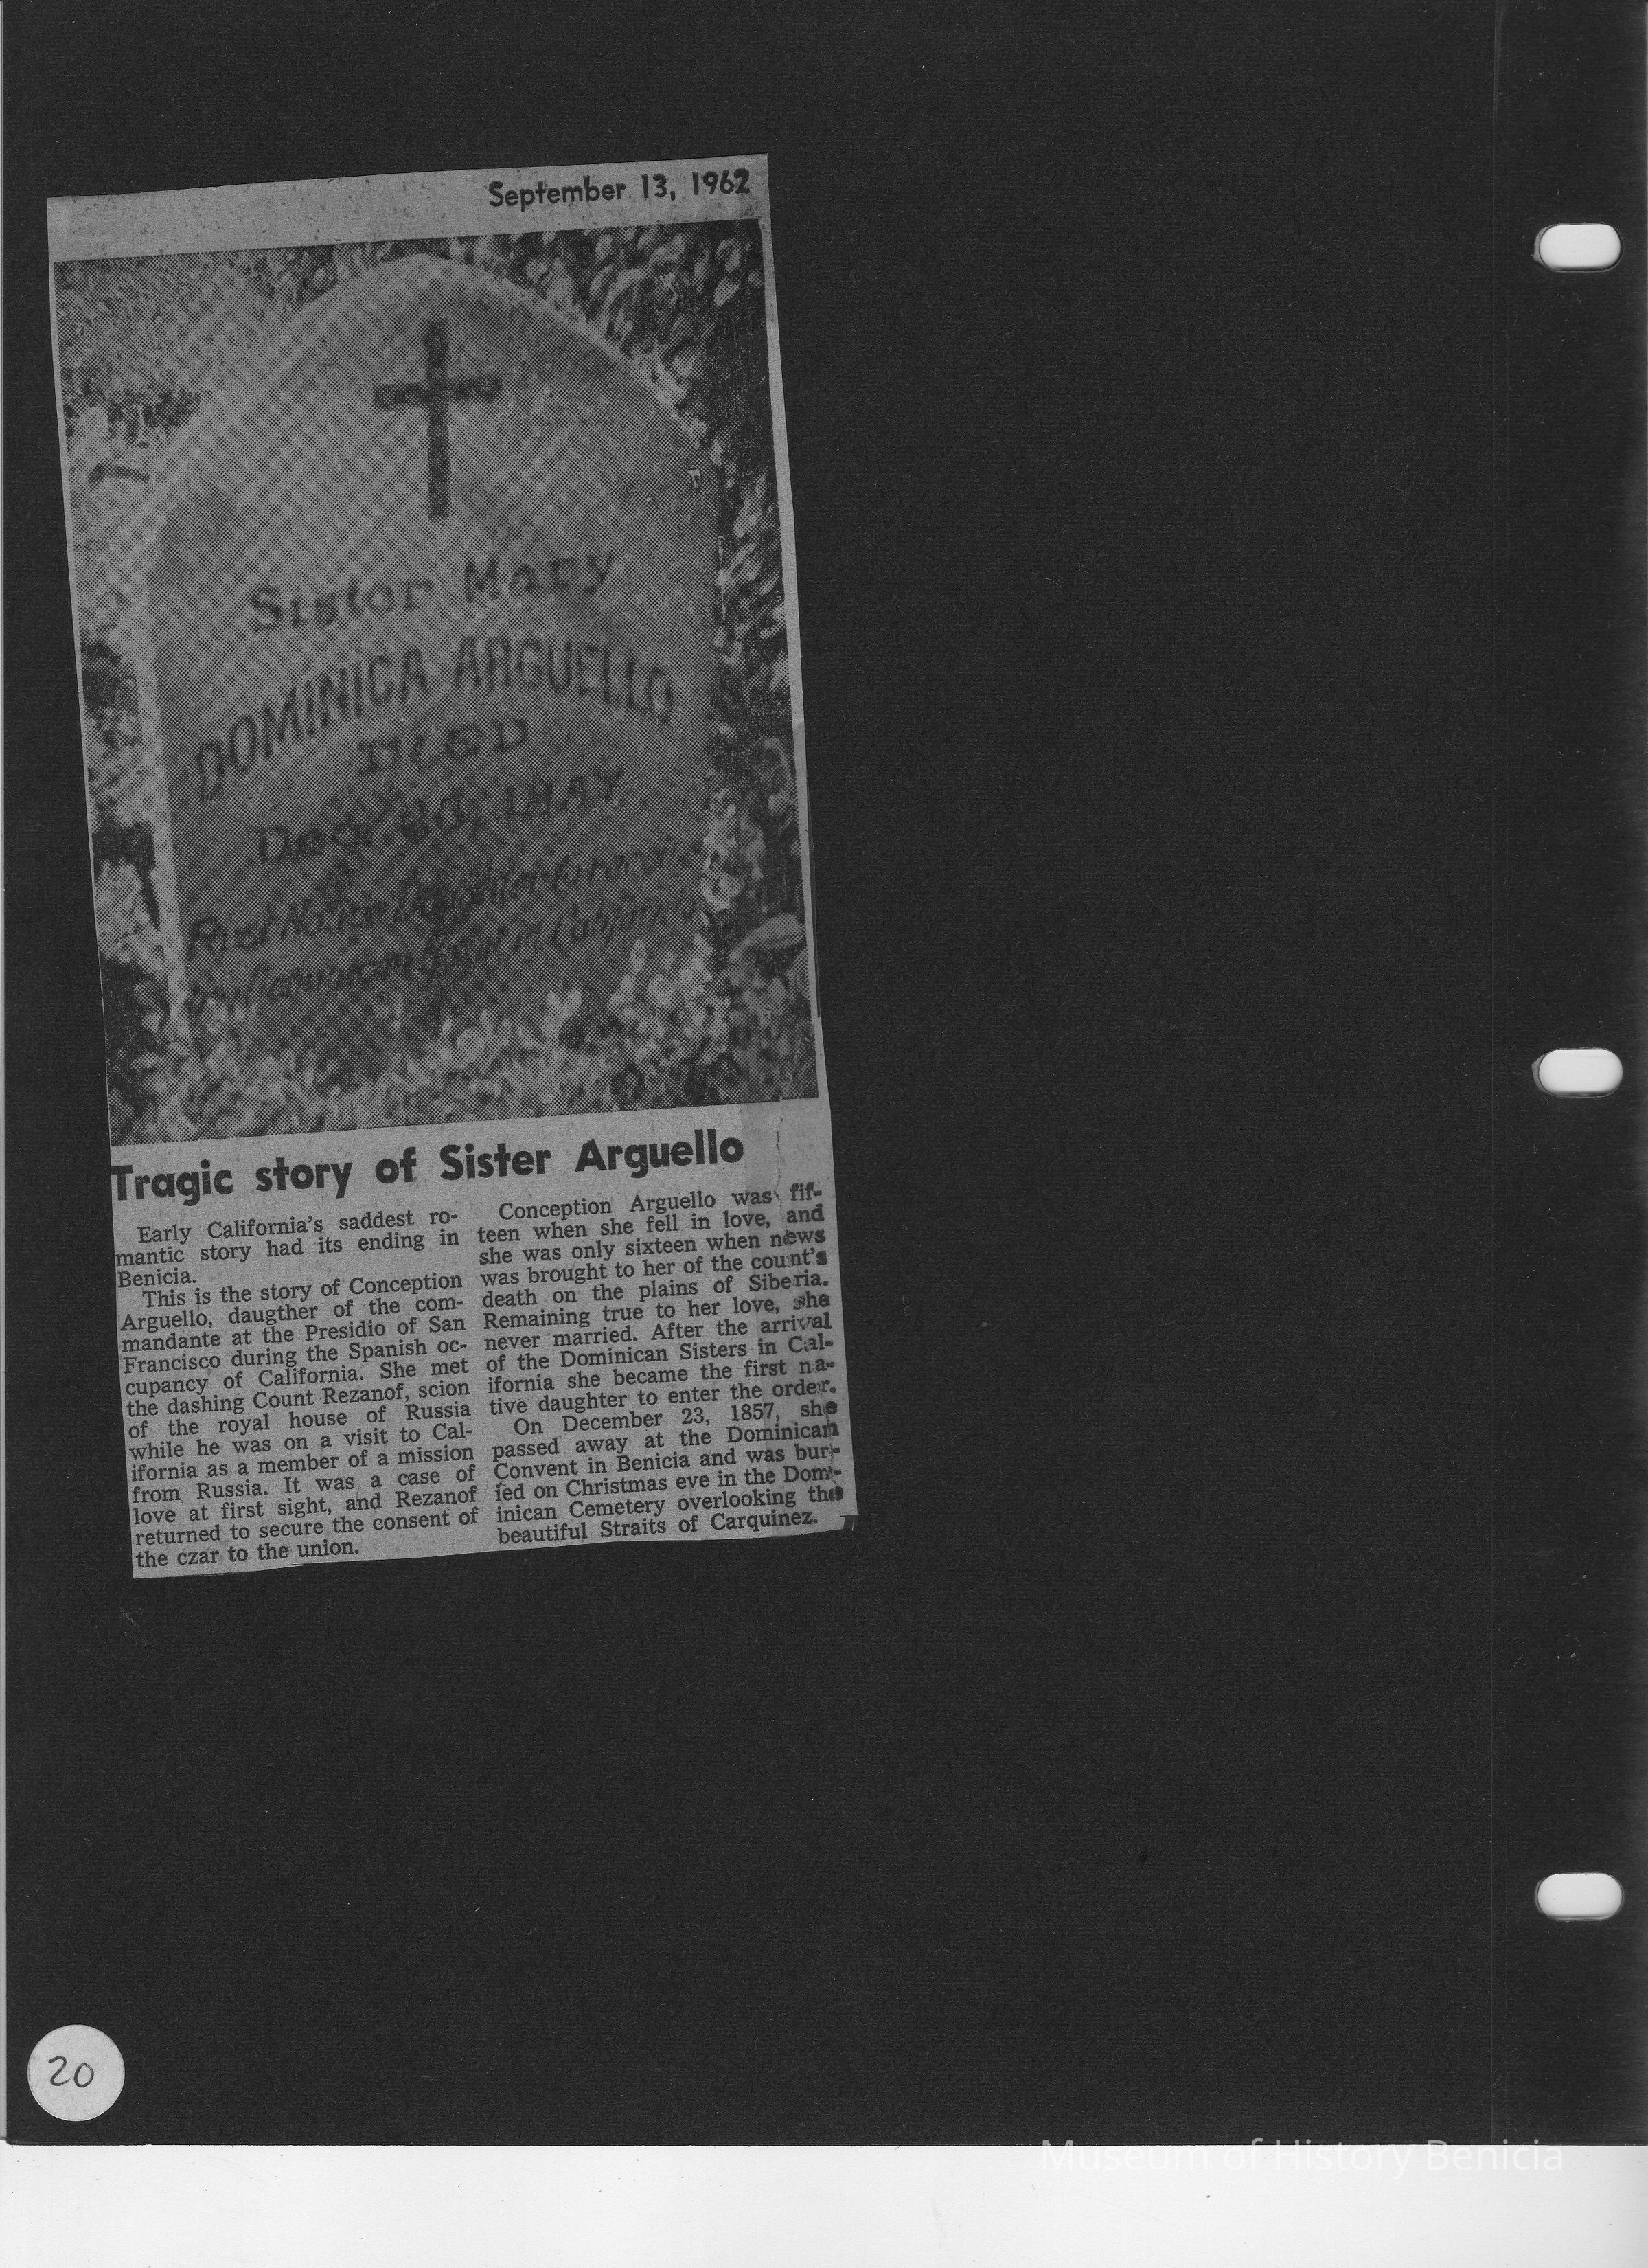 September 13, 1962
Sister Mary
DOMINICA ARGUELLO
DIED
Dec. 23, 1857
First Native Daughter to receive
the Dominican Habit in California
Tragic story of Sister Arguello
Early California's saddest ro-
mantic story had its ending in
Benicia.
This is the story of Conception
Arguello, daugther of the com-
mandante at the Presidio of San
Francisco during the Spanish oc-
cupancy of California. She met
the dashing Count Rezanof, scion
of the royal house of Russia
while he was on a visit to Cal-
ifornia as a member of a mission
from Russia. It was a case of
love at first sight, and Rezanof
returned to secure the consent of
the czar to the union.
Conception Arguello was fif-
teen when she fell in love, and
she was only sixteen when news
was brought to her of the count's
death on the plains of Siberia.
Remaining true to her love, she
never married. After the arrival
of the Dominican Sisters in Cal-
ifornia she became the first na-
tive daughter to enter the order.
On December 23, 1857, she
passed away at the Dominican
Convent in Benicia and was bur-
ied on Christmas eve in the Dom-
inican Cemetery overlooking the
beautiful Straits of Carquinez.
20
Museum of History Benicia